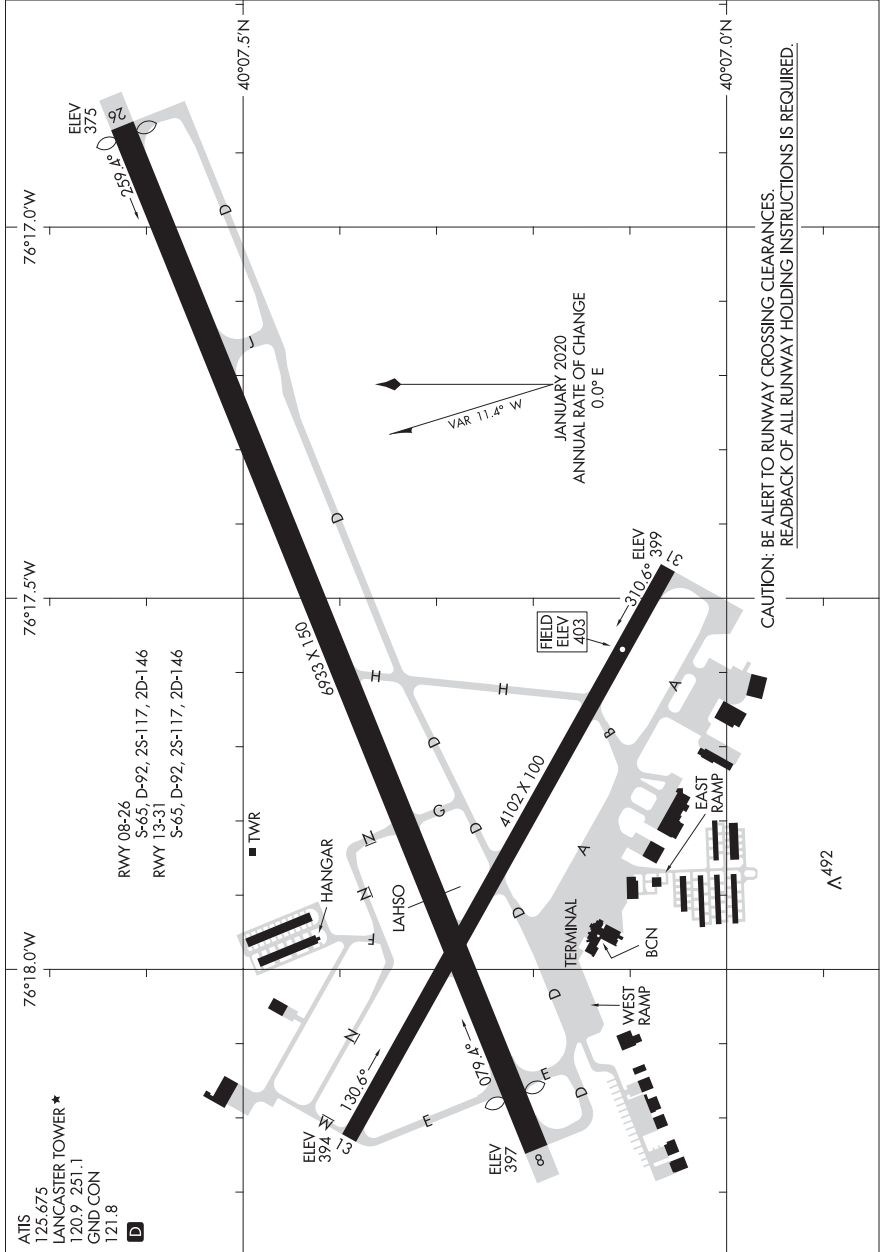 ATIS
125.675
LANCASTER TOWER ★
120.9 251.1
GND CON
121.8
D
76°18.0'W
76°17.5'W
76°17.0'W
40°07.5'N
40°07.0'N
RWY 08-26
S-65, D-92, 2S-117, 2D-146
RWY 13-31
S-65, D-92, 2S-117, 2D-146
TWR
HANGAR
LAHSO
ELEV
375
26
259.4°
D
J
D
6933 X 150
H
H
D
G
D
N
N
F
N
M
130.6°
ELEV
394
13
E
E
079.4°
ELEV
397
8
D
D
D
4102 X 100
B
A
A
FIELD
ELEV
403
310.6°
ELEV
399
31
VAR 11.4° W
JANUARY 2020
ANNUAL RATE OF CHANGE
0.0° E
TERMINAL
BCN
WEST
RAMP
EAST
RAMP
492
CAUTION: BE ALERT TO RUNWAY CROSSING CLEARANCES.
READBACK OF ALL RUNWAY HOLDING INSTRUCTIONS IS REQUIRED.